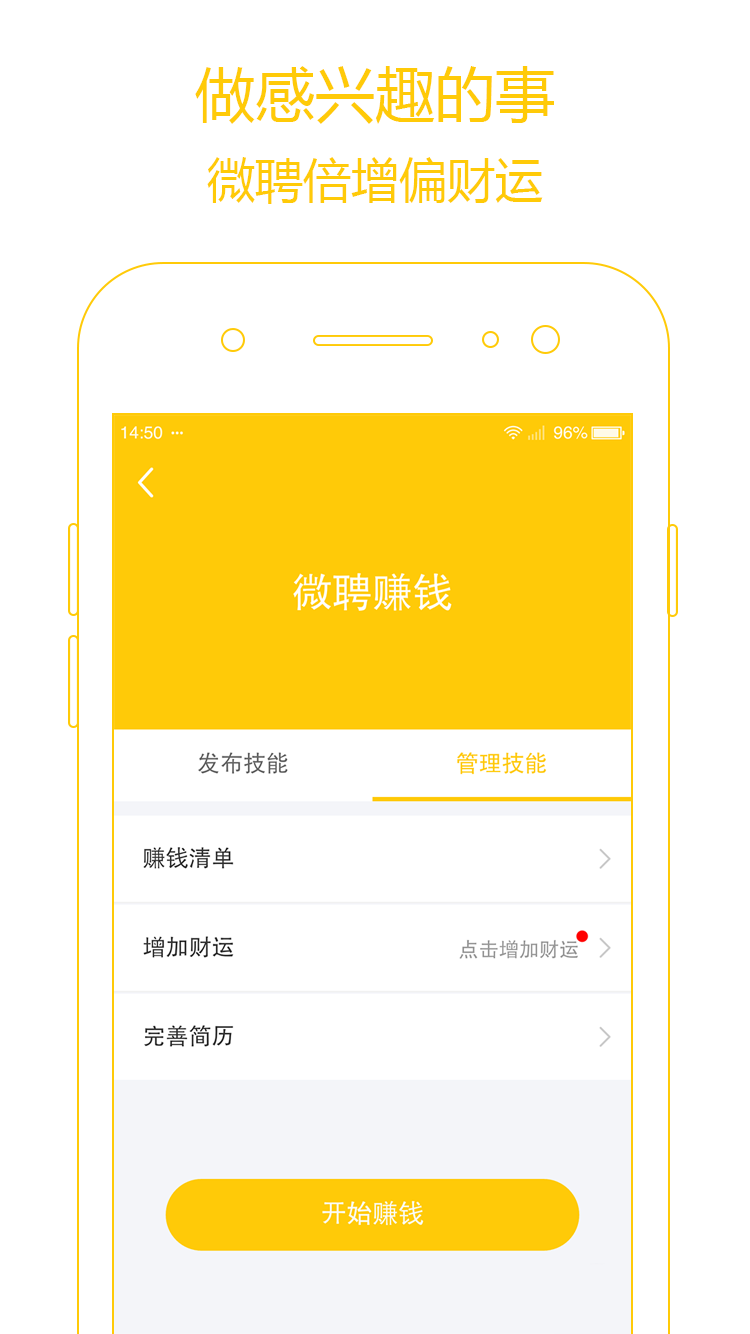 做感兴趣的事
微聘倍增偏财运
14:50 ••• 96%
微聘赚钱
发布技能 管理技能
赚钱清单
增加财运 点击增加财运
完善简历
开始赚钱